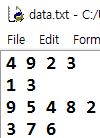 data.txt - C:/U
File Edit Form
4 9 2 3
1 3
9 5 4 8 2
3 7 6